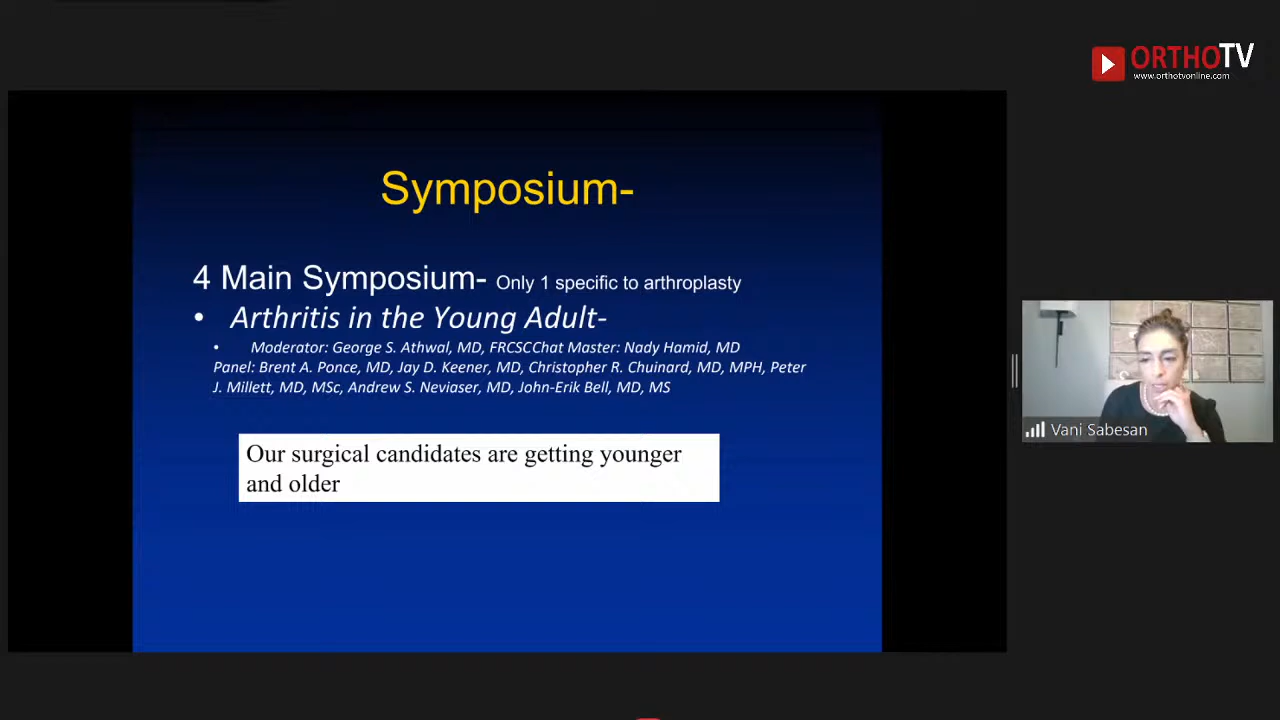 ORTHOTV
www.orthotvonline.com
Symposium-
4 Main Symposium- Only 1 specific to arthroplasty
• Arthritis in the Young Adult-
• Moderator: George S. Athwal, MD, FRCSCChat Master: Nady Hamid, MD
Panel: Brent A. Ponce, MD, Jay D. Keener, MD, Christopher R. Chuinard, MD, MPH, Peter
J. Millett, MD, MSc, Andrew S. Neviaser, MD, John-Erik Bell, MD, MS
Our surgical candidates are getting younger
and older
Vani Sabesan